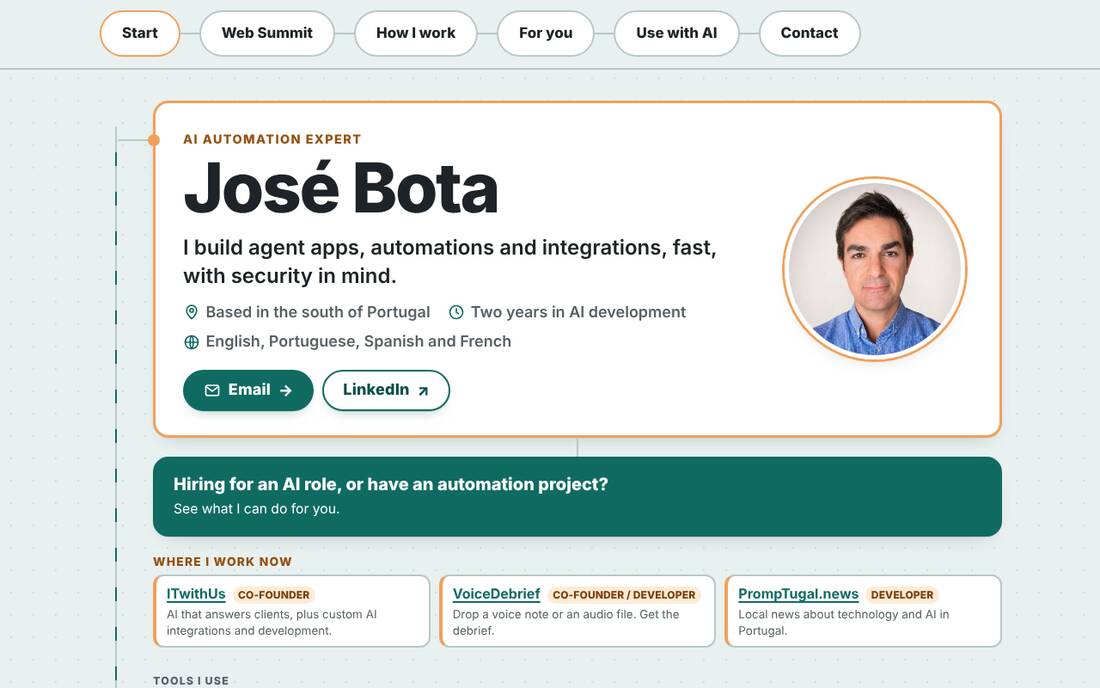 Start
Web Summit
How I work
For you
Use with AI
Contact
AI AUTOMATION EXPERT
José Bota
I build agent apps, automations and integrations, fast,
with security in mind.
Based in the south of Portugal
Two years in AI development
English, Portuguese, Spanish and French
Email →
LinkedIn ↗
Hiring for an AI role, or have an automation project?
See what I can do for you.
WHERE I WORK NOW
ITwithUs CO-FOUNDER
AI that answers clients, plus custom AI
integrations and development.
VoiceDebrief CO-FOUNDER / DEVELOPER
Drop a voice note or an audio file. Get the
debrief.
PrompTugal.news DEVELOPER
Local news about technology and AI in
Portugal.
TOOLS I USE